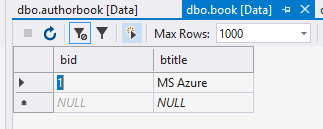 dbo.authorbook [Data] dbo.book [Data]
Max Rows: 1000
bid btitle
1 MS Azure
NULL NULL